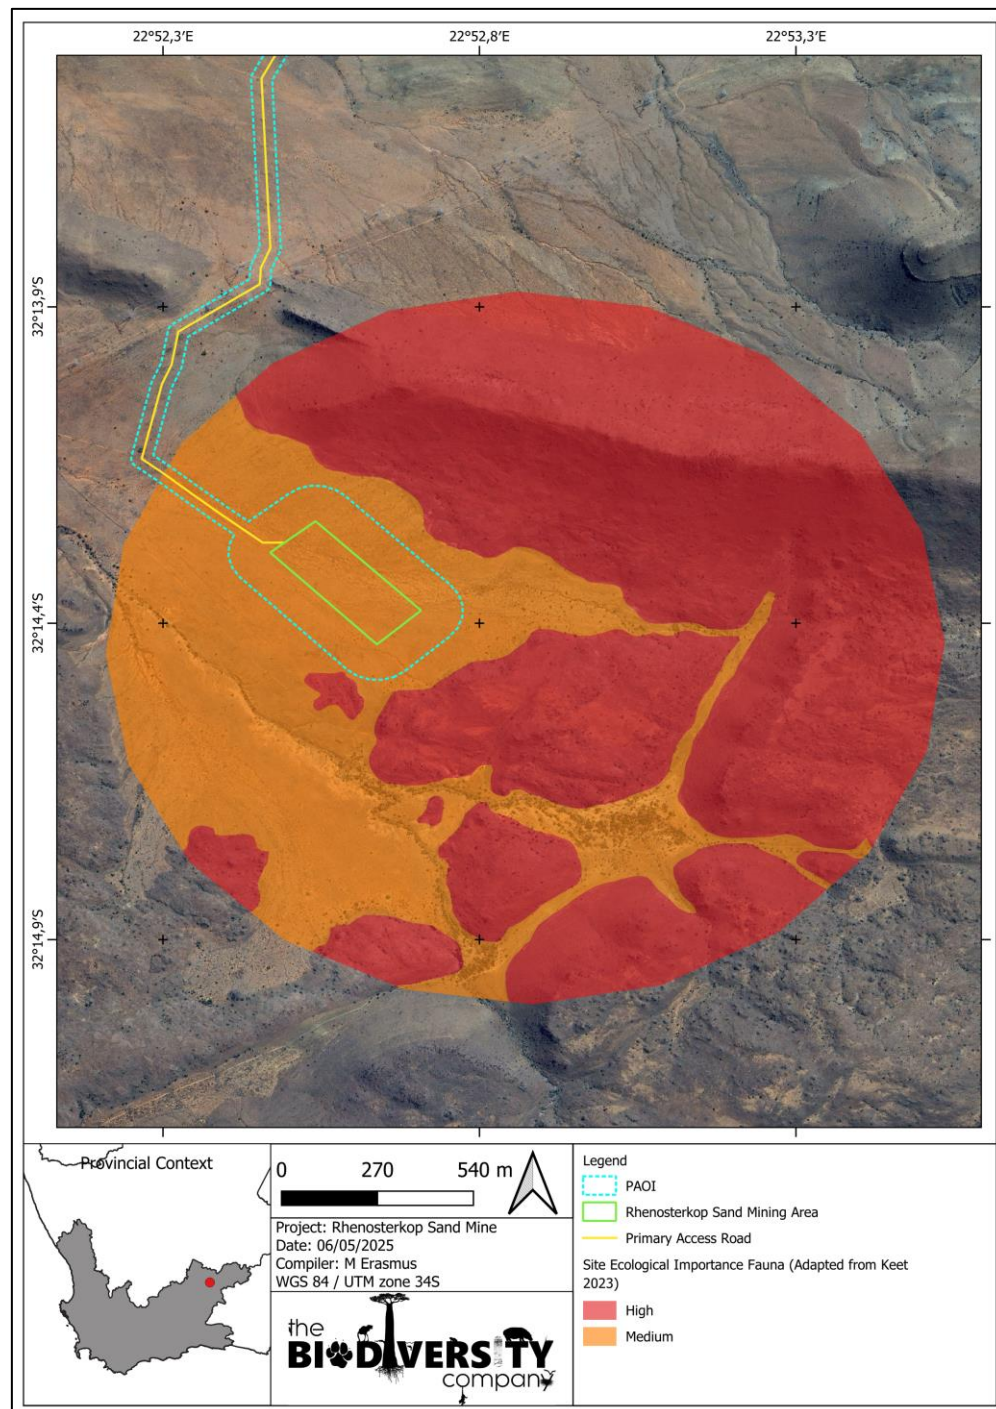 22°52,3'E 22°52,8'E 22°53,3'E
32°13,9'S
32°14,4'S
32°14,9'S
Provincial Context
0 270 540 m
Project: Rhenosterkop Sand Mine
Date: 06/05/2025
Compiler: M Erasmus
WGS 84 / UTM zone 34S
the
BIODIVERSITY
company
Legend
PAOI
Rhenosterkop Sand Mining Area
Primary Access Road
Site Ecological Importance Fauna (Adapted from Keet
2023)
High
Medium